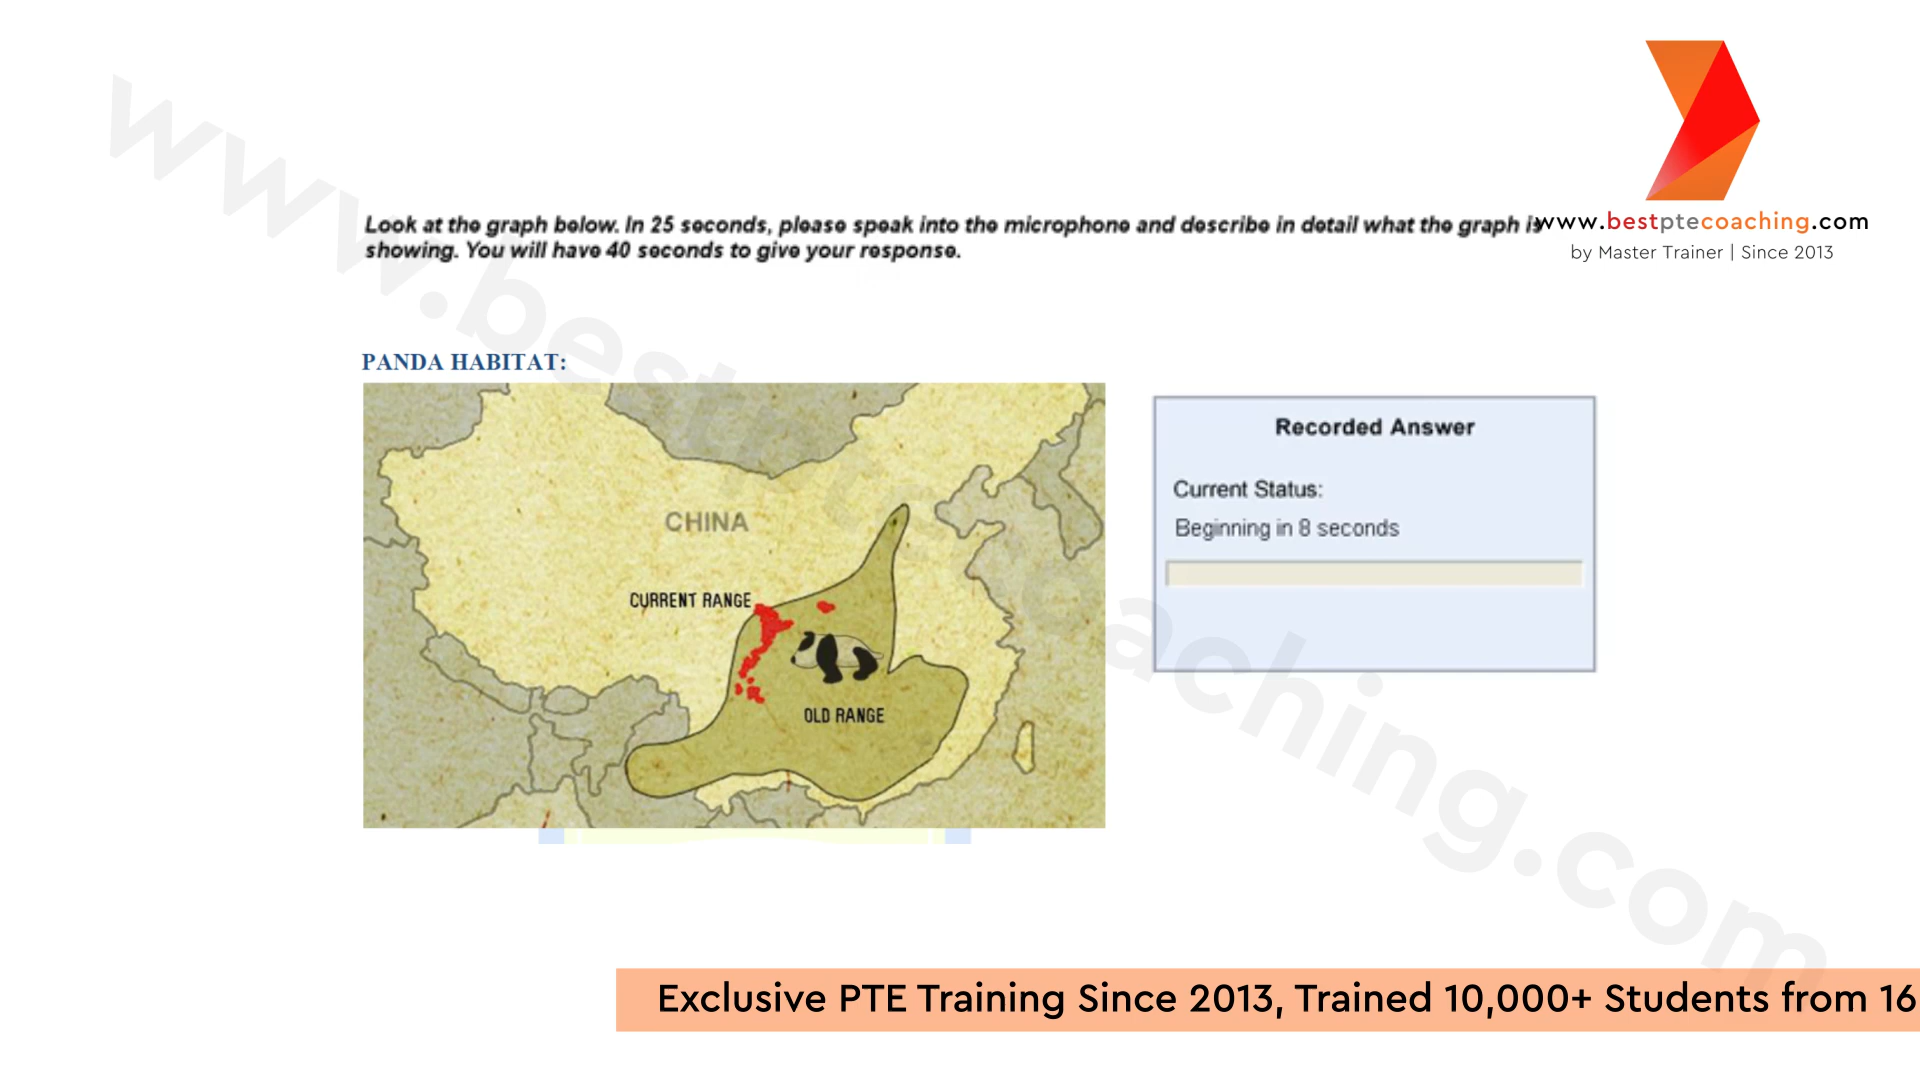 www.bestptecoaching.com
Look at the graph below. In 25 seconds, please speak into the microphone and describe in detail what the graph is
showing. You will have 40 seconds to give your response.
www.bestptecoaching.com
by Master Trainer | Since 2013
PANDA HABITAT:
CHINA
CURRENT RANGE
OLD RANGE
Recorded Answer
Current Status:
Beginning in 8 seconds
Exclusive PTE Training Since 2013, Trained 10,000+ Students from 16